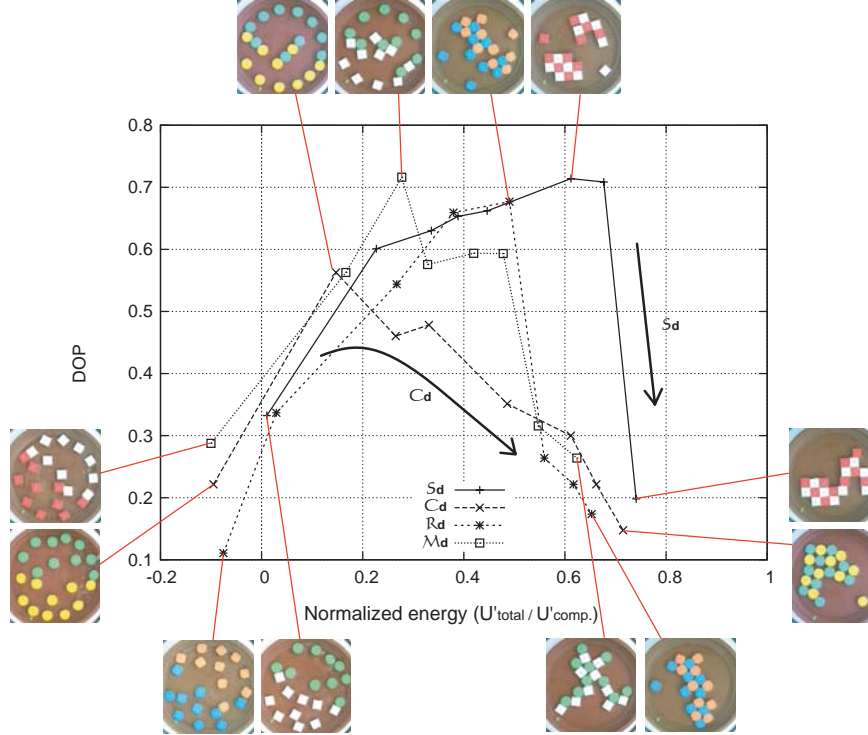 0.8
0.7
0.6
0.5
0.4
0.3
0.2
0.1
DOP
Sd
Cd
Sd
Cd
Rd
Md
-0.2 0 0.2 0.4 0.6 0.8 1
Normalized energy (U'total / U'comp.)